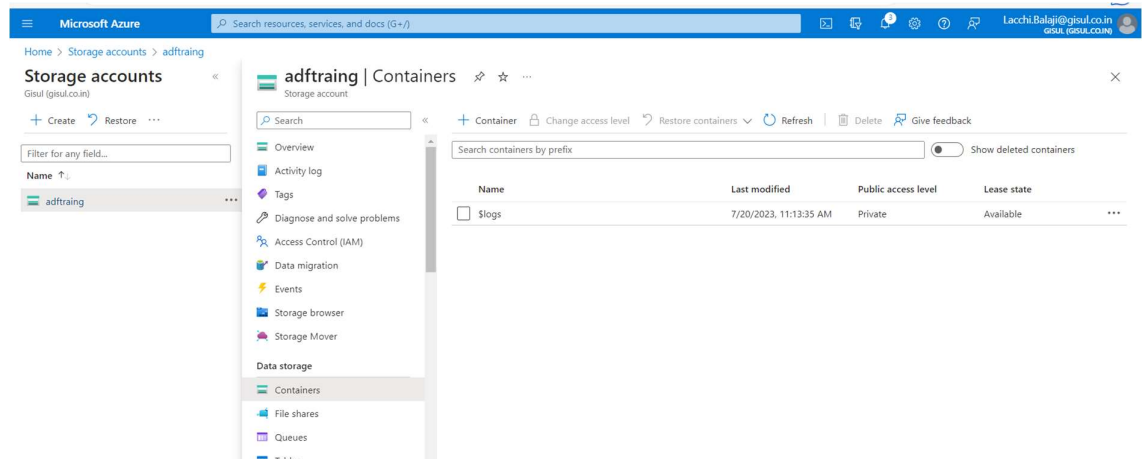 Microsoft Azure
Search resources, services, and docs (G+/)
3
Lacchi.Balaji@gisul.co.in
GISUL (GISUL.CO.IN)
Home > Storage accounts > adftraing
Storage accounts
Gisul (gisul.co.in)
+ Create Restore ...
Filter for any field...
Name ↑↓
adftraing ...
adftraing | Containers ...
Storage account
Search
Overview
Activity log
Tags
Diagnose and solve problems
Access Control (IAM)
Data migration
Events
Storage browser
Storage Mover
Data storage
Containers
File shares
Queues
+ Container Change access level Restore containers Refresh Delete Give feedback
Search containers by prefix
Show deleted containers
Name Last modified Public access level Lease state
$logs 7/20/2023, 11:13:35 AM Private Available ...